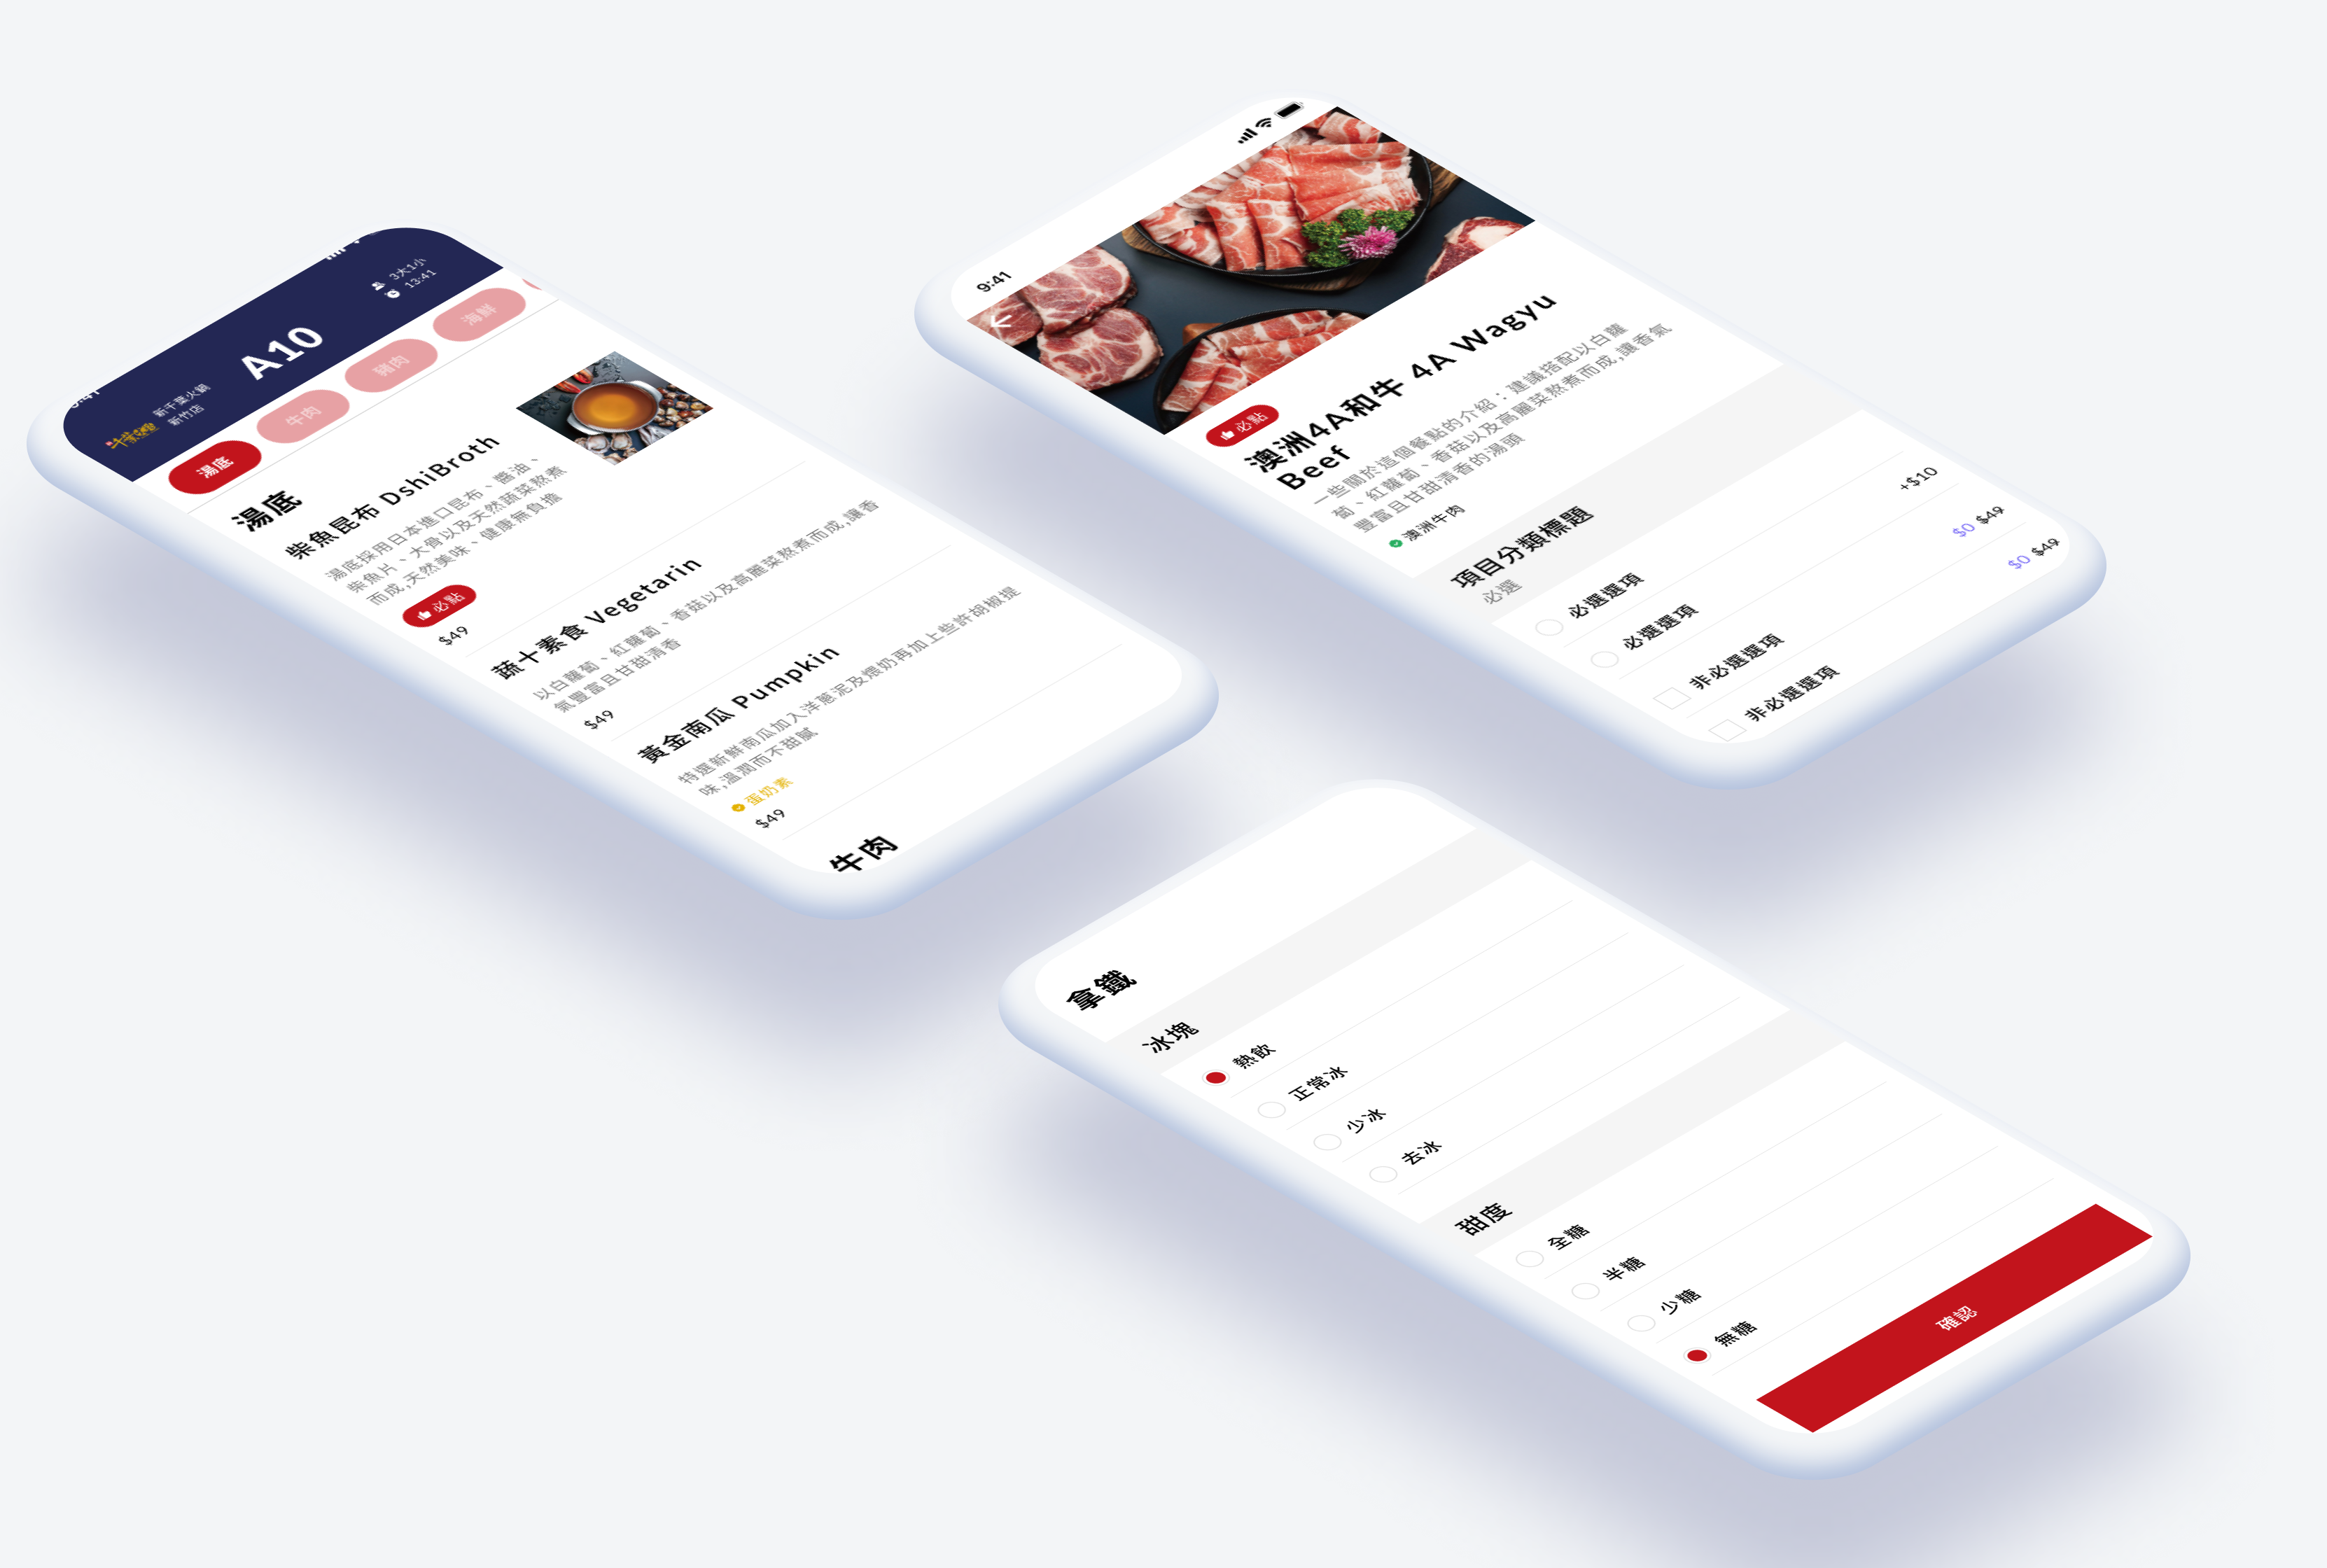 新千葉火鍋
新竹店
A10
3大1小
13:41
湯底
牛肉
豬肉
海鮮
湯底
柴魚昆布 DshiBroth
湯底採用日本進口昆布、醬油、
柴魚片、大骨以及天然蔬菜熬煮
而成,天然美味、健康無負擔
必點
$49
蔬十素食 Vegetarin
以白蘿蔔、紅蘿蔔、香菇以及高麗菜熬煮而成,讓香
氣豐富且甘甜清香
$49
黃金南瓜 Pumpkin
特選新鮮南瓜加入洋蔥泥及煨奶再加上些許胡椒提
味,溫潤而不甜膩
蛋奶素
$49
牛肉
9:41
必點
澳洲4A和牛 4A Wagyu
Beef
一些關於這個餐點的介紹：建議搭配以白蘿
蔔、紅蘿蔔、香菇以及高麗菜熬煮而成,讓香氣
豐富且甘甜清香的湯頭
澳洲牛肉
項目分類標題
必選
必選選項
+$10
必選選項
非必選選項
$0 $49
非必選選項
$0 $49
拿鐵
冰塊
熱飲
正常冰
少冰
去冰
甜度
全糖
半糖
少糖
無糖
確認